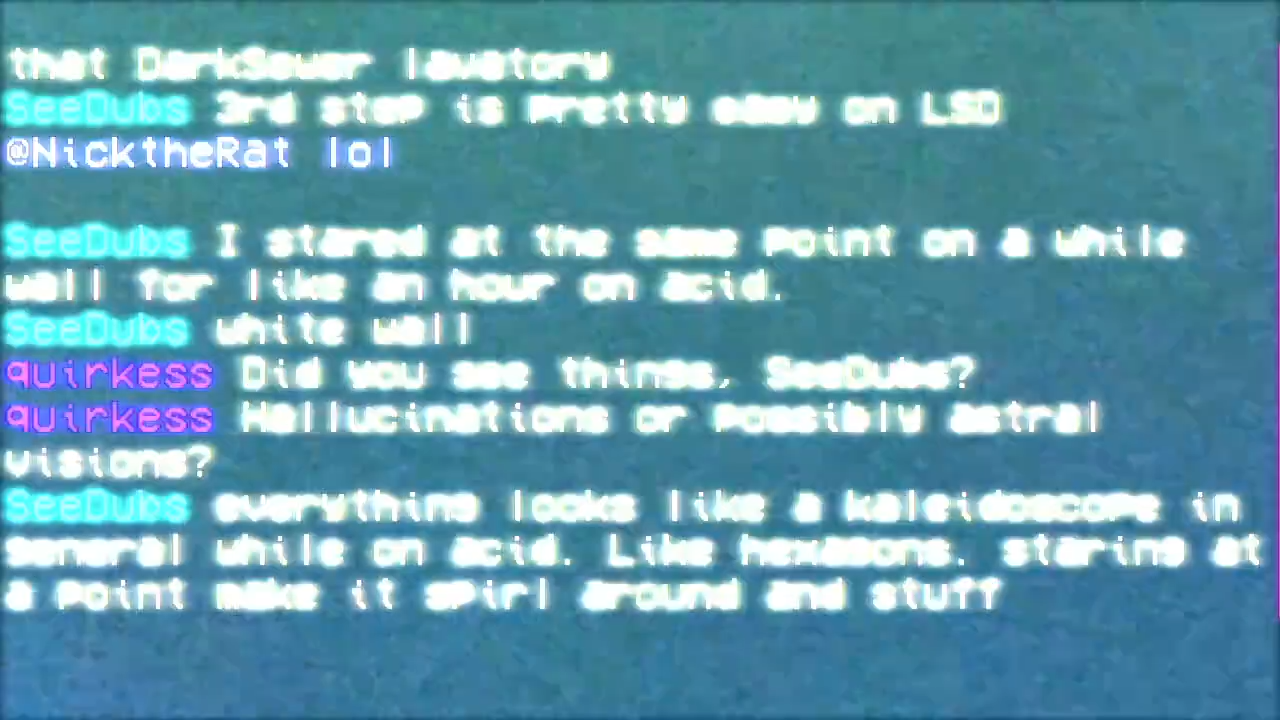 that DarkSewer lavatory
SeeDubs 3rd step is pretty easy on LSD
@NicktheRat lol
SeeDubs I stared at the same point on a while
wall for like an hour on acid.
SeeDubs white wall
quirkess Did you see things, SeeDubs?
quirkess Hallucinations or possibly astral
visions?
SeeDubs everything looks like a kaleidoscope in
general while on acid. Like hexagons. staring at
a point make it spirl around and stuff